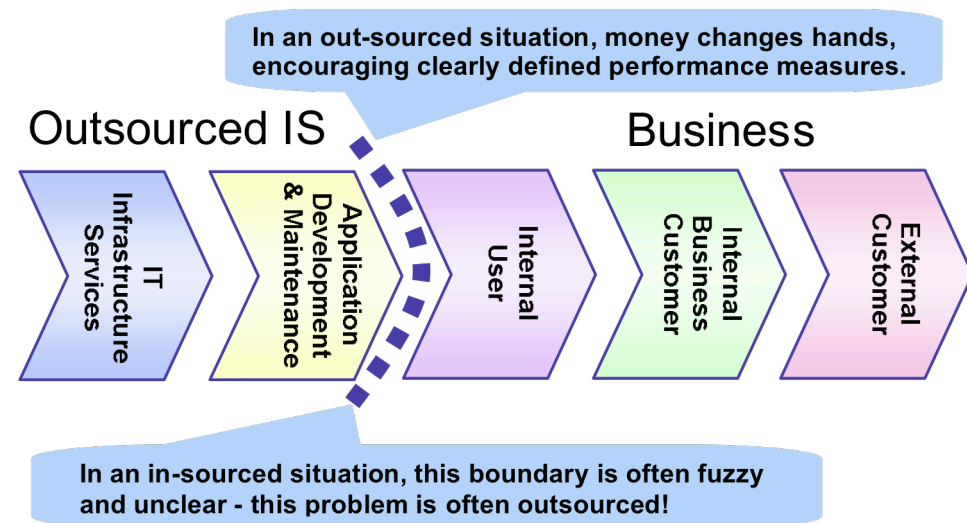 In an out-sourced situation, money changes hands,
encouraging clearly defined performance measures.
Outsourced IS
Business
IT
Infrastructure
Services
Application
Development
& Maintenance
Internal
User
Internal
Business
Customer
External
Customer
In an in-sourced situation, this boundary is often fuzzy
and unclear - this problem is often outsourced!